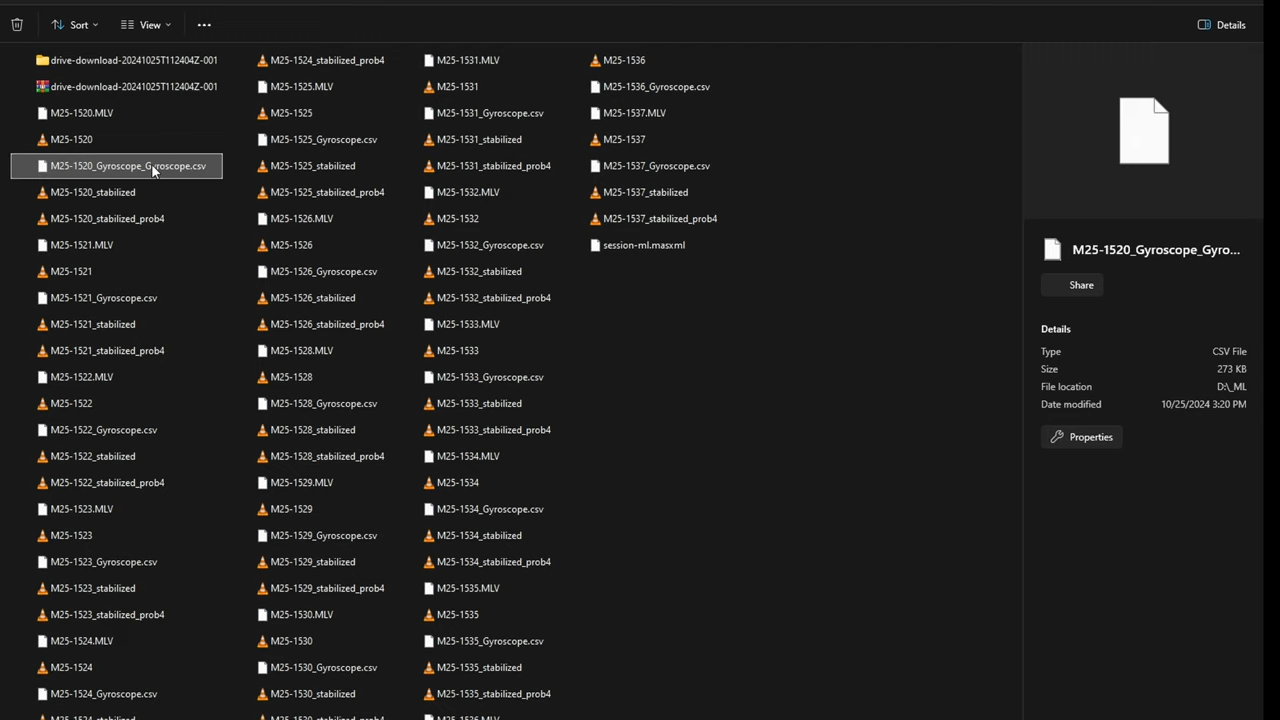 Sort
View
Details
drive-download-20241025T112404Z-001
drive-download-20241025T112404Z-001
M25-1520.MLV
M25-1520
M25-1520_Gyroscope_Gyroscope.csv
M25-1520_stabilized
M25-1520_stabilized_prob4
M25-1521.MLV
M25-1521
M25-1521_Gyroscope.csv
M25-1521_stabilized
M25-1521_stabilized_prob4
M25-1522.MLV
M25-1522
M25-1522_Gyroscope.csv
M25-1522_stabilized
M25-1522_stabilized_prob4
M25-1523.MLV
M25-1523
M25-1523_Gyroscope.csv
M25-1523_stabilized
M25-1523_stabilized_prob4
M25-1524.MLV
M25-1524
M25-1524_Gyroscope.csv
M25-1524_stabilized
M25-1524_stabilized_prob4
M25-1525.MLV
M25-1525
M25-1525_Gyroscope.csv
M25-1525_stabilized
M25-1525_stabilized_prob4
M25-1526.MLV
M25-1526
M25-1526_Gyroscope.csv
M25-1526_stabilized
M25-1526_stabilized_prob4
M25-1528.MLV
M25-1528
M25-1528_Gyroscope.csv
M25-1528_stabilized
M25-1528_stabilized_prob4
M25-1529.MLV
M25-1529
M25-1529_Gyroscope.csv
M25-1529_stabilized
M25-1529_stabilized_prob4
M25-1530.MLV
M25-1530
M25-1530_Gyroscope.csv
M25-1530_stabilized
M25-1530_stabilized_prob4
M25-1531.MLV
M25-1531
M25-1531_Gyroscope.csv
M25-1531_stabilized
M25-1531_stabilized_prob4
M25-1532.MLV
M25-1532
M25-1532_Gyroscope.csv
M25-1532_stabilized
M25-1532_stabilized_prob4
M25-1533.MLV
M25-1533
M25-1533_Gyroscope.csv
M25-1533_stabilized
M25-1533_stabilized_prob4
M25-1534.MLV
M25-1534
M25-1534_Gyroscope.csv
M25-1534_stabilized
M25-1534_stabilized_prob4
M25-1535.MLV
M25-1535
M25-1535_Gyroscope.csv
M25-1535_stabilized
M25-1535_stabilized_prob4
M25-1536.MLV
M25-1536
M25-1536_Gyroscope.csv
M25-1537.MLV
M25-1537
M25-1537_Gyroscope.csv
M25-1537_stabilized
M25-1537_stabilized_prob4
session-ml.masxml
M25-1520_Gyroscope_Gyro...
Share
Details
Type CSV File
Size 273 KB
File location D:\_ML
Date modified 10/25/2024 3:20 PM
Properties